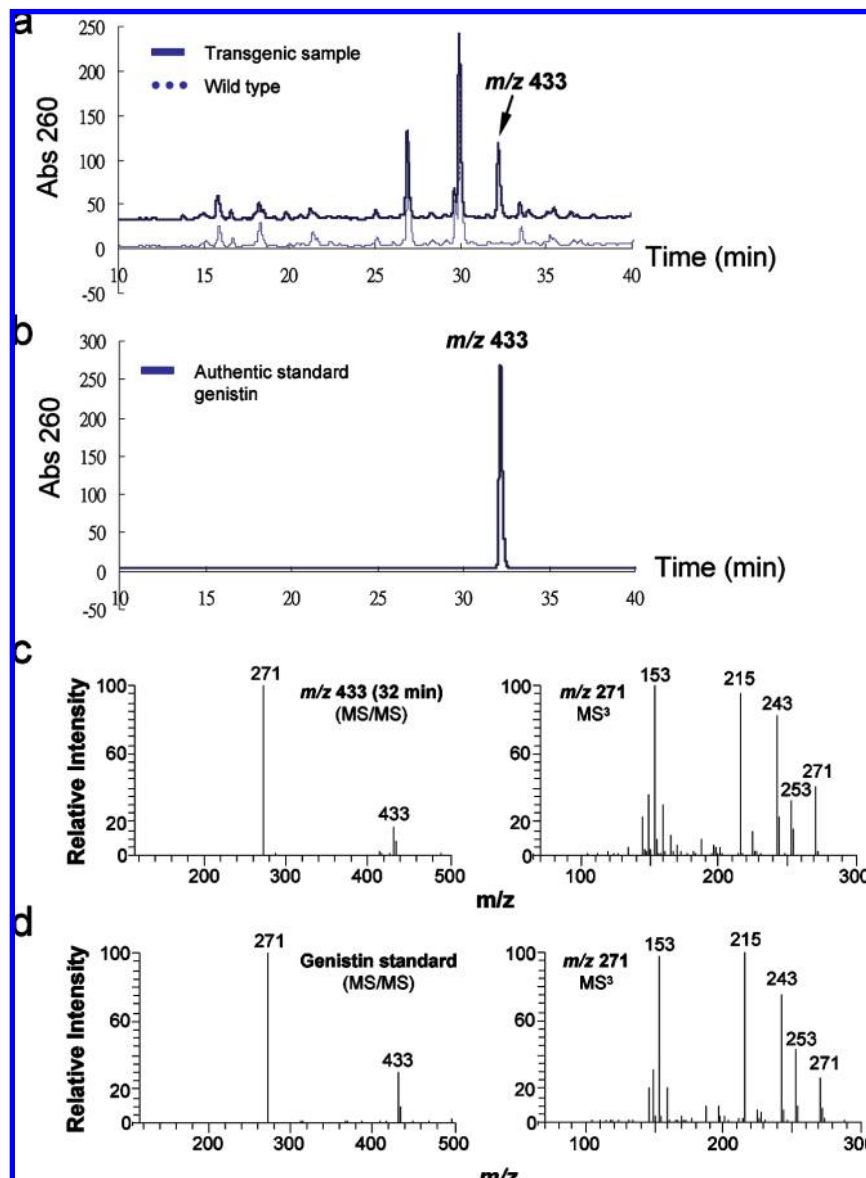 a
250
200
150
100
50
0
-50
Abs 260
Transgenic sample
Wild type
m/z 433
10 15 20 25 30 35 40
Time (min)
b
300
250
200
150
100
50
0
-50
Abs 260
Authentic standard
genistin
m/z 433
10 15 20 25 30 35 40
Time (min)
c
Relative Intensity
100
60
20
0
271
m/z 433 (32 min)
(MS/MS)
433
200 300 400 500
100
60
20
0
m/z 271
MS³
153
215
243
253
271
100 200 300
m/z
d
Relative Intensity
100
60
20
0
271
Genistin standard
(MS/MS)
433
200 300 400 500
100
60
20
0
m/z 271
MS³
153
215
243
253
271
100 200 300
m/z